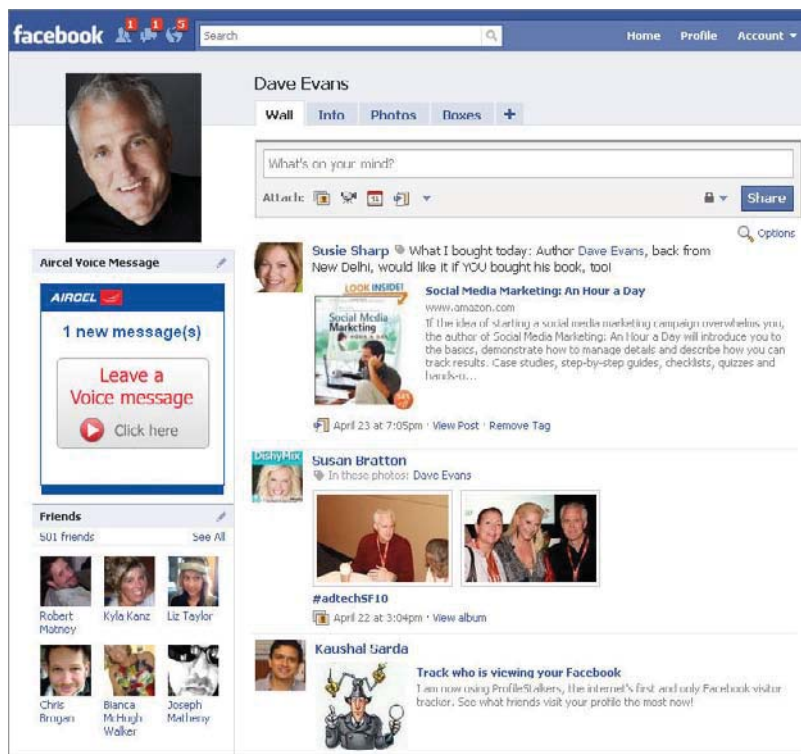 facebook
1 1 5
Search
Home Profile Account
Dave Evans
Wall Info Photos Boxes +
What's on your mind?
Attach:
31
Share
Options
Aircel Voice Message
AIRCEL
1 new message(s)
Leave a
Voice message
Click here
Friends
501 friends See All
Robert
Matney
Kyla Kanz
Liz Taylor
Chris
Brogan
Bianca
McHugh
Walker
Joseph
Matheny
Susie Sharp What I bought today: Author Dave Evans, back from
New Delhi, would like it if YOU bought his book, too!
LOOK INSIDE!
Social Media
Marketing
AN HOUR A DAY
Social Media Marketing: An Hour a Day
www.amazon.com
If the idea of starting a social media marketing campaign overwhelms you,
the author of Social Media Marketing: An Hour a Day will introduce you to
the basics, demonstrate how to manage details and describe how you can
track results. Case studies, step-by-step guides, checklists, quizzes and
hands-o...
April 23 at 7:05pm · View Post · Remove Tag
DishyMix
Susan Bratton
In these photos: Dave Evans
#adtechSF10
April 22 at 3:04pm · View album
Kaushal Sarda
Track who is viewing your Facebook
I am now using ProfileStalkers, the internet's first and only Facebook visitor
tracker. See what friends visit your profile the most now!